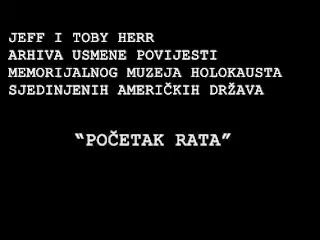 JEFF I TOBY HERR
ARHIVA USMENE POVIJESTI
MEMORIJALNOG MUZEJA HOLOKAUSTA
SJEDINJENIH AMERIČKIH DRŽAVA
“POČETAK RATA”